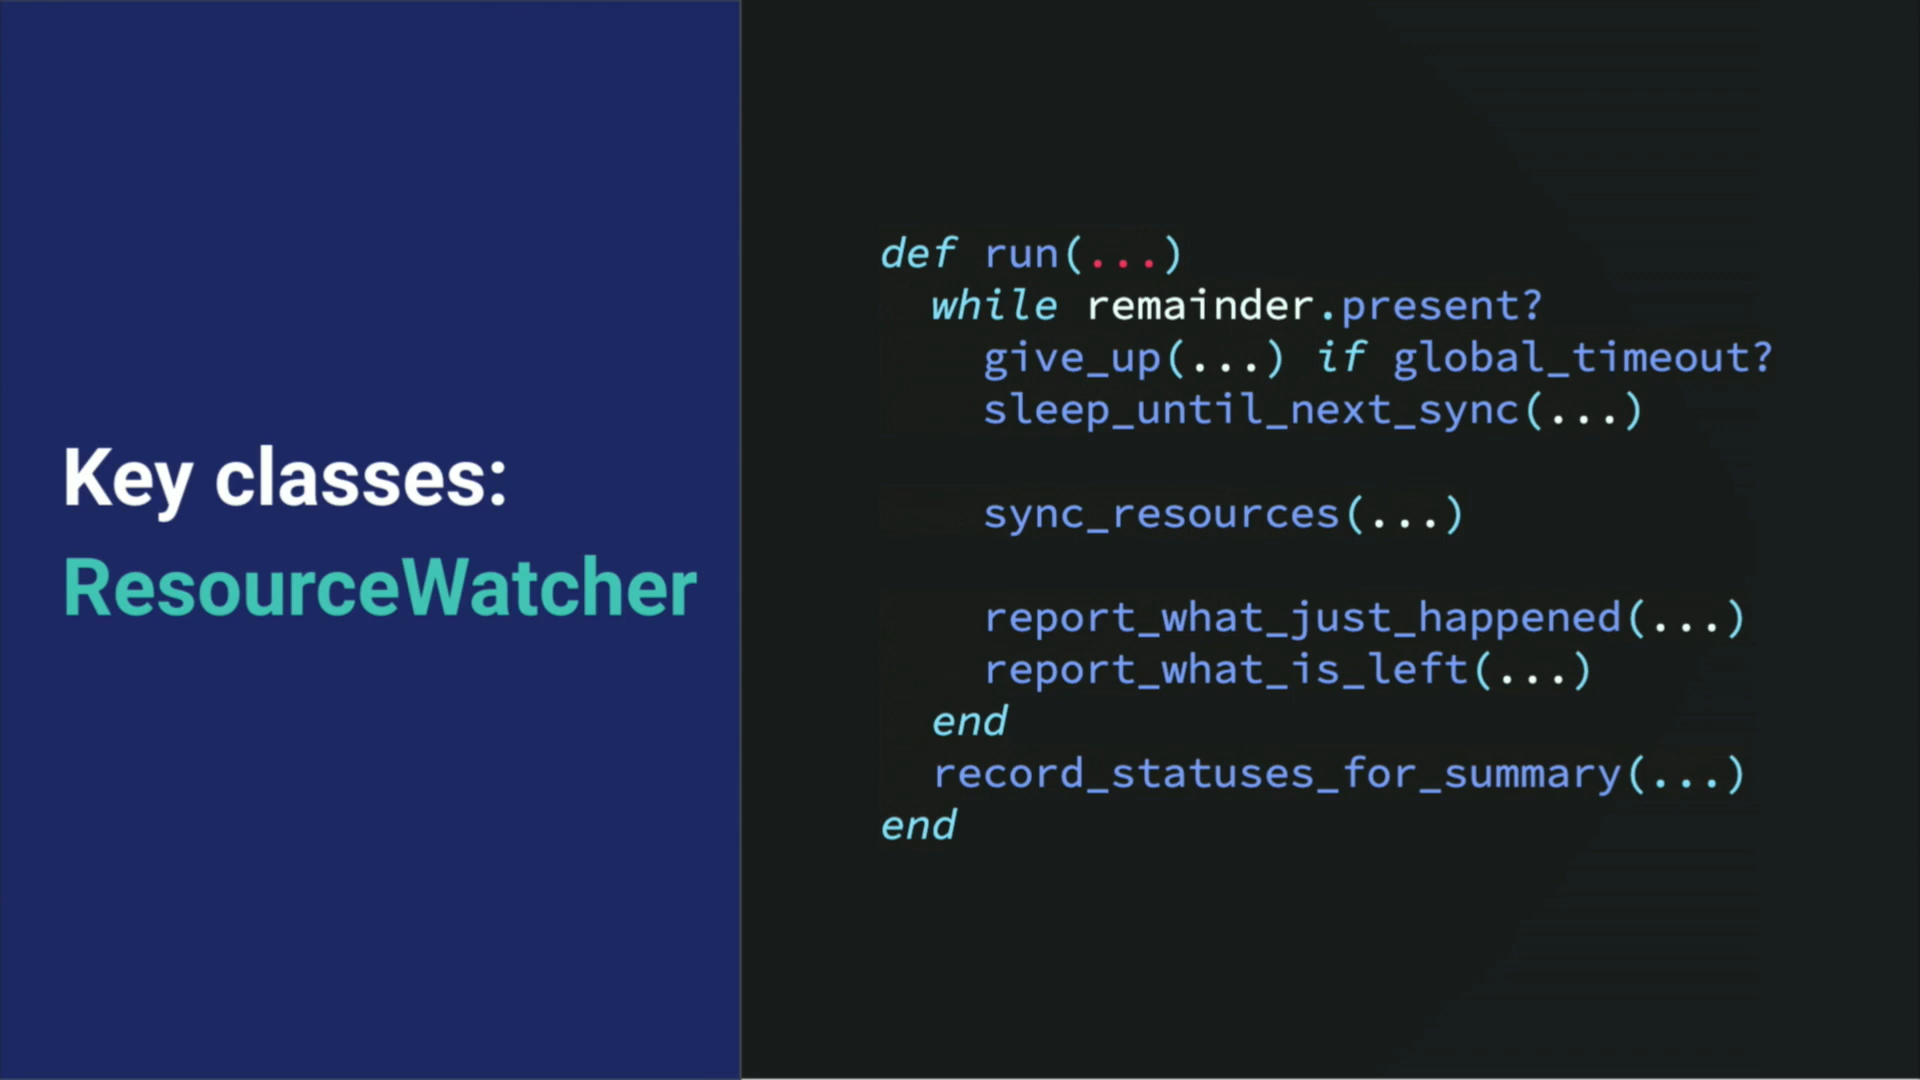 Key classes:
ResourceWatcher
def run(...)
  while remainder.present?
    give_up(...) if global_timeout?
    sleep_until_next_sync(...)

    sync_resources(...)

    report_what_just_happened(...)
    report_what_is_left(...)
  end
  record_statuses_for_summary(...)
end